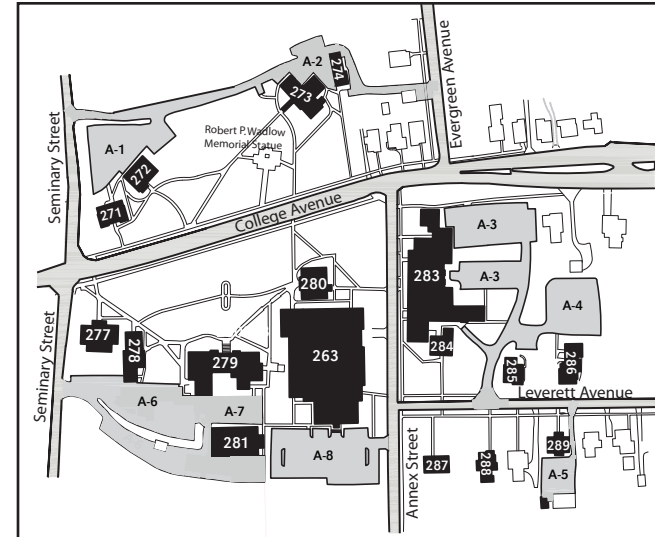 A-2
274
273
Evergreen Avenue
Robert P. Wadlow
Memorial Statue
A-1
Seminary Street
272
271
College Avenue
A-3
283
A-3
280
A-4
277
278
279
263
284
285
286
Seminary Street
Leverett Avenue
A-6
A-7
281
A-8
Annex Street
287
288
289
A-5